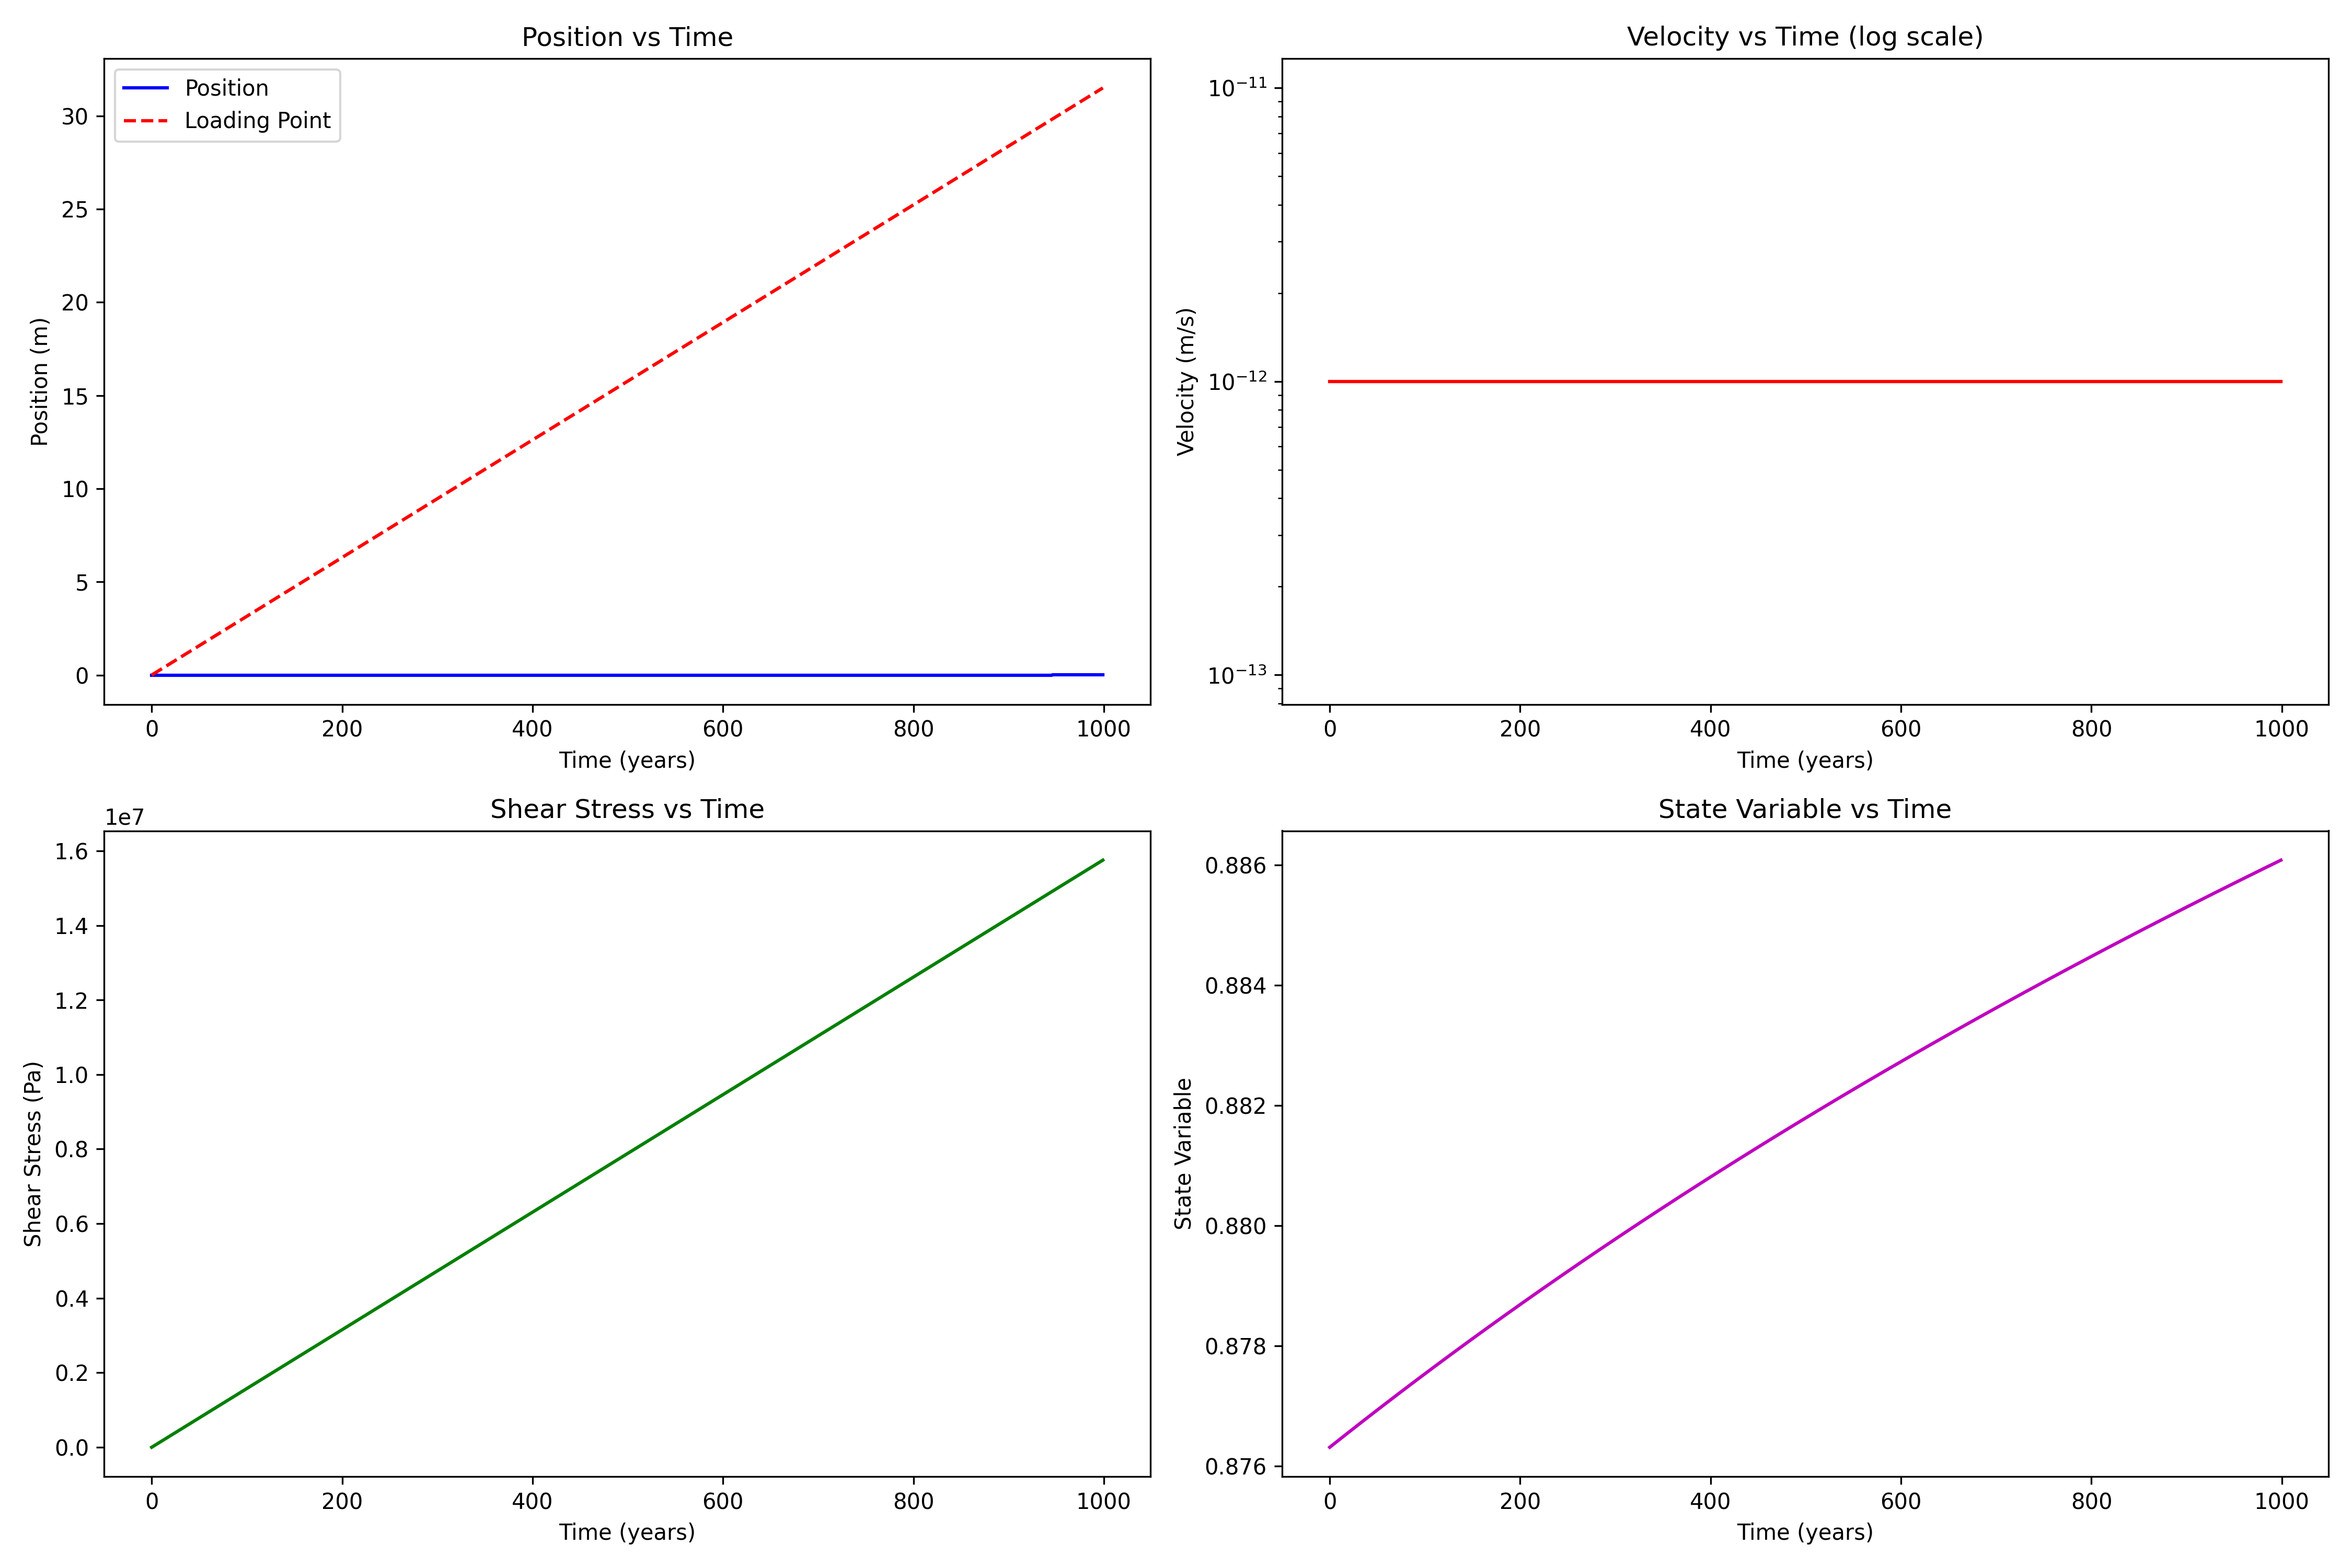 Position vs Time
Position
Loading Point
30
25
20
15
10
5
0
Position (m)
0 200 400 600 800 1000
Time (years)
Velocity vs Time (log scale)
10⁻¹¹
10⁻¹²
10⁻¹³
Velocity (m/s)
0 200 400 600 800 1000
Time (years)
Shear Stress vs Time
1e7
1.6
1.4
1.2
1.0
0.8
0.6
0.4
0.2
0.0
Shear Stress (Pa)
0 200 400 600 800 1000
Time (years)
State Variable vs Time
0.886
0.884
0.882
0.880
0.878
0.876
State Variable
0 200 400 600 800 1000
Time (years)